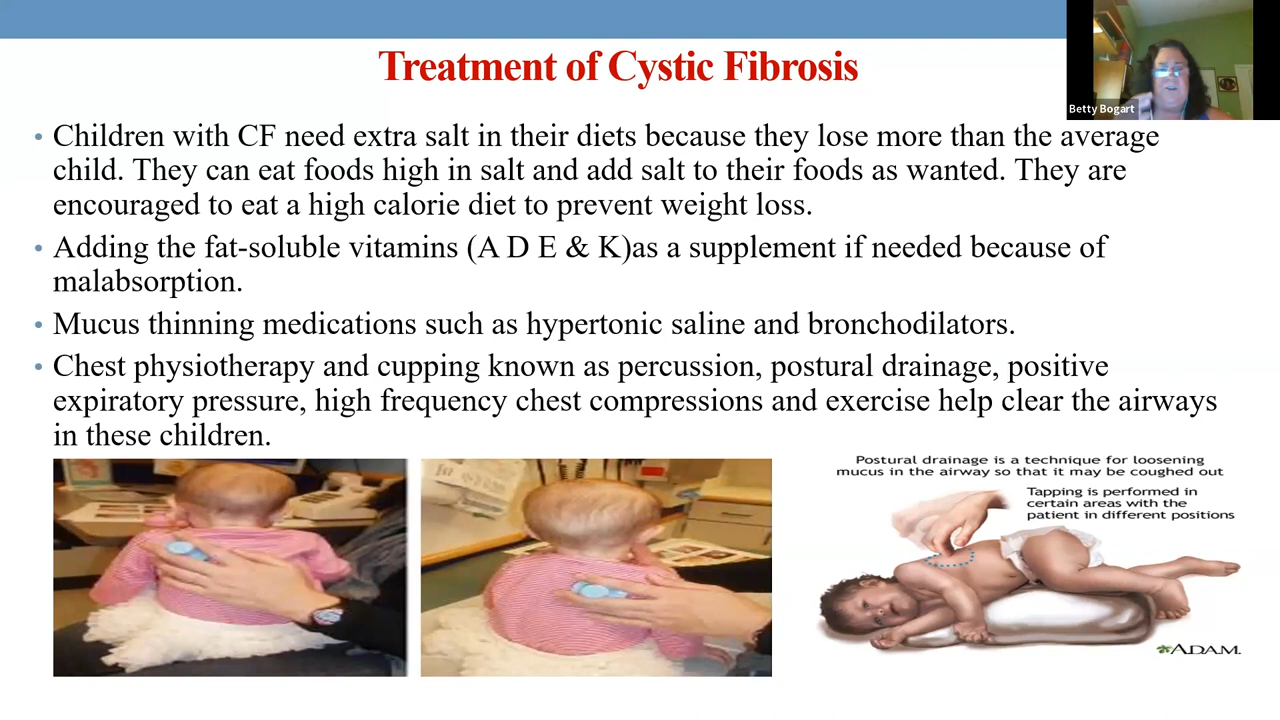 Treatment of Cystic Fibrosis
Betty Bogart
• Children with CF need extra salt in their diets because they lose more than the average
child. They can eat foods high in salt and add salt to their foods as wanted. They are
encouraged to eat a high calorie diet to prevent weight loss.
• Adding the fat-soluble vitamins (A D E & K)as a supplement if needed because of
malabsorption.
• Mucus thinning medications such as hypertonic saline and bronchodilators.
• Chest physiotherapy and cupping known as percussion, postural drainage, positive
expiratory pressure, high frequency chest compressions and exercise help clear the airways
in these children.
Postural drainage is a technique for loosening
mucus in the airway so that it may be coughed out
Tapping is performed in
certain areas with the
patient in different positions
ADAM.